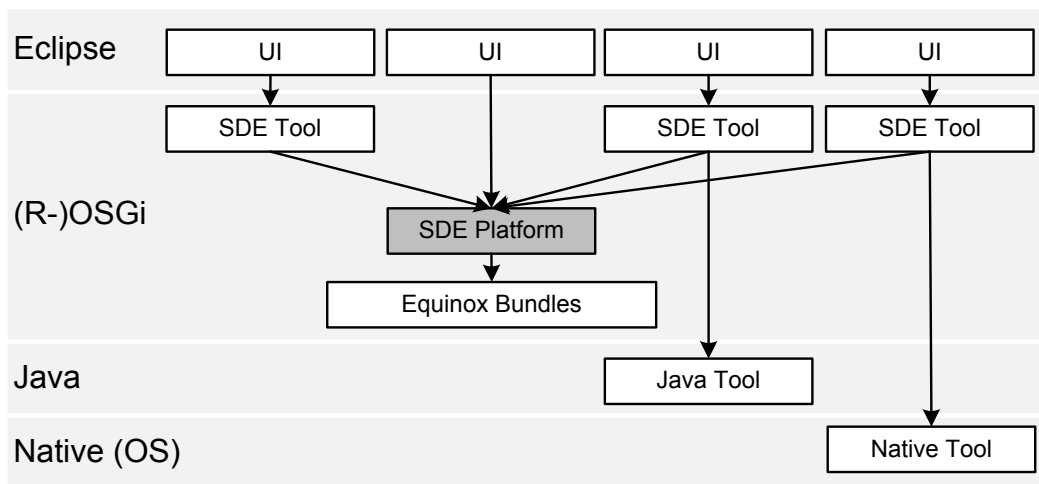 Eclipse
UI UI UI UI
SDE Tool SDE Tool SDE Tool
(R-)OSGi
SDE Platform
Equinox Bundles
Java
Java Tool
Native (OS)
Native Tool